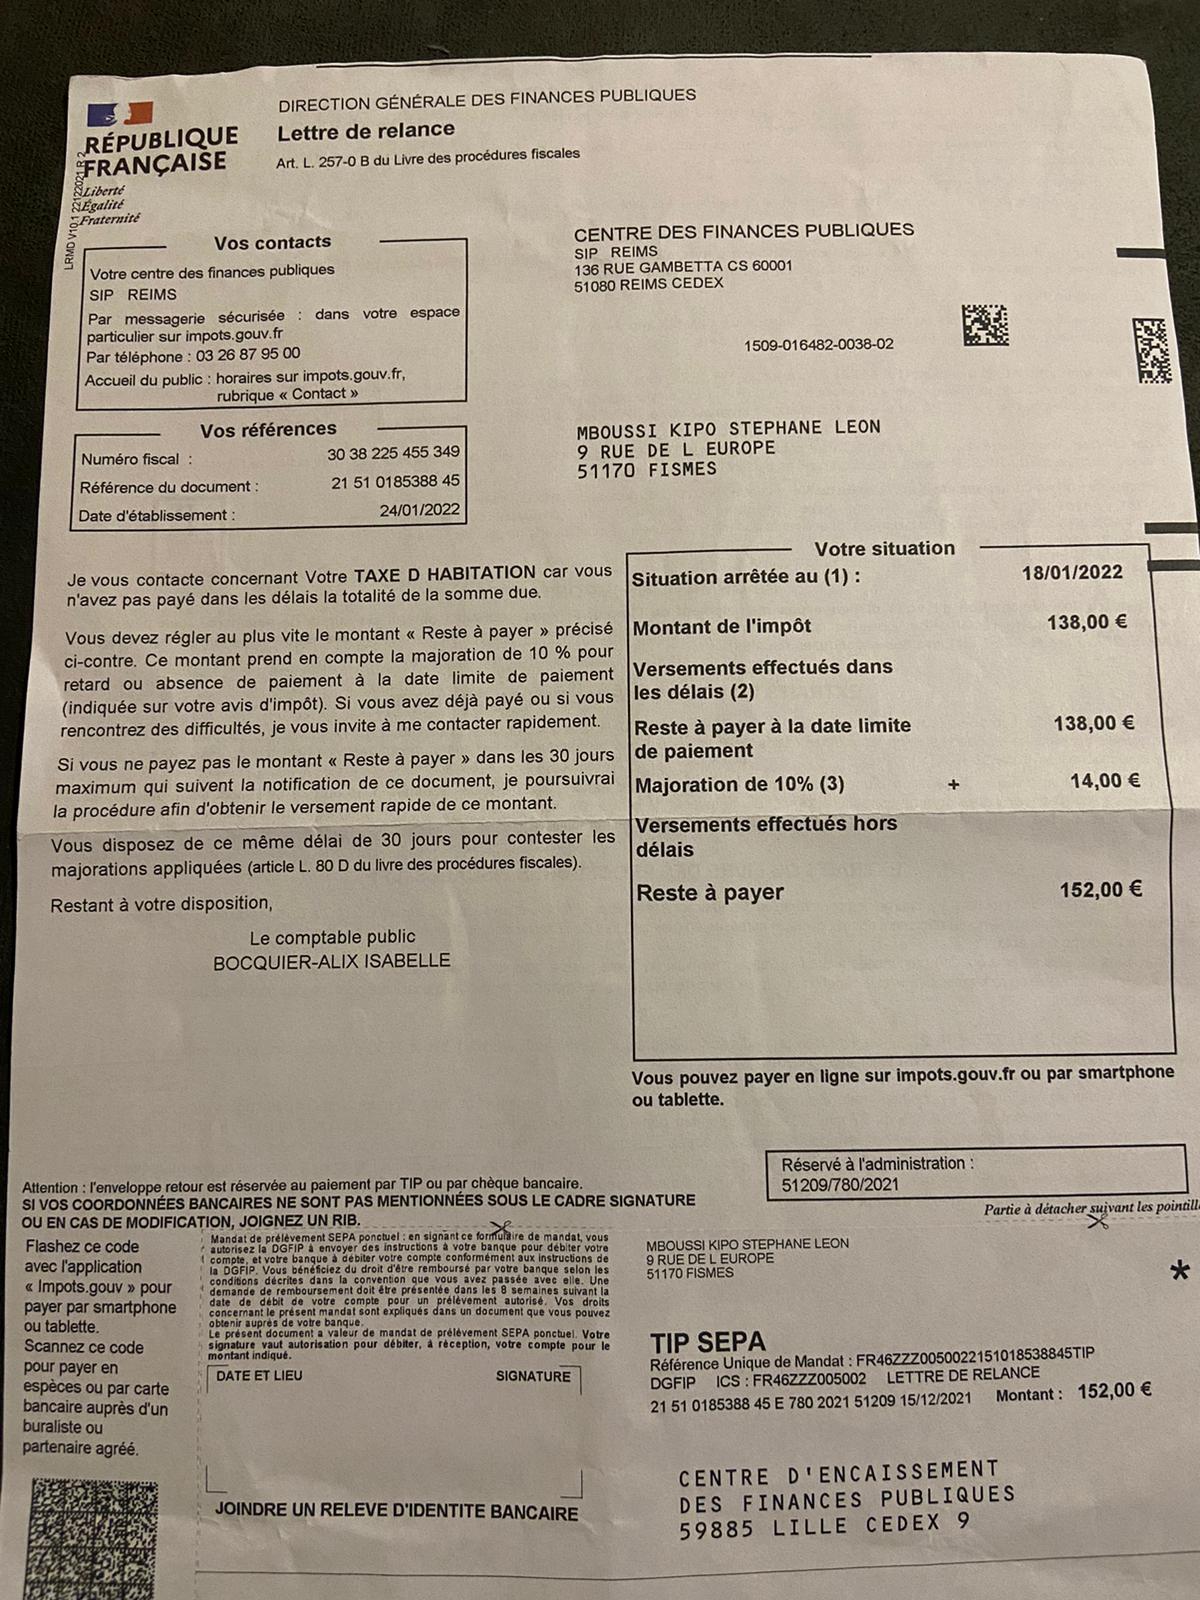 RÉPUBLIQUE
FRANÇAISE
Liberté
Égalité
Fraternité
LRMD V10.1 22122021 R 2
DIRECTION GÉNÉRALE DES FINANCES PUBLIQUES
Lettre de relance
Art. L. 257-0 B du Livre des procédures fiscales
Vos contacts
Votre centre des finances publiques
SIP REIMS
Par messagerie sécurisée : dans votre espace
particulier sur impots.gouv.fr
Par téléphone : 03 26 87 95 00
Accueil du public : horaires sur impots.gouv.fr,
rubrique « Contact »
CENTRE DES FINANCES PUBLIQUES
SIP REIMS
136 RUE GAMBETTA CS 60001
51080 REIMS CEDEX
1509-016482-0038-02
Vos références
Numéro fiscal : 30 38 225 455 349
Référence du document : 21 51 0185388 45
Date d'établissement : 24/01/2022
MBOUSSI KIPO STEPHANE LEON
9 RUE DE L EUROPE
51170 FISMES
Je vous contacte concernant Votre TAXE D HABITATION car vous
n'avez pas payé dans les délais la totalité de la somme due.
Vous devez régler au plus vite le montant « Reste à payer » précisé
ci-contre. Ce montant prend en compte la majoration de 10 % pour
retard ou absence de paiement à la date limite de paiement
(indiquée sur votre avis d'impôt). Si vous avez déjà payé ou si vous
rencontrez des difficultés, je vous invite à me contacter rapidement.
Si vous ne payez pas le montant « Reste à payer » dans les 30 jours
maximum qui suivent la notification de ce document, je poursuivrai
la procédure afin d'obtenir le versement rapide de ce montant.
Vous disposez de ce même délai de 30 jours pour contester les
majorations appliquées (article L. 80 D du livre des procédures fiscales).
Restant à votre disposition,
Le comptable public
BOCQUIER-ALIX ISABELLE
Votre situation
Situation arrêtée au (1) : 18/01/2022
Montant de l'impôt 138,00 €
Versements effectués dans
les délais (2)
Reste à payer à la date limite 138,00 €
de paiement
Majoration de 10% (3) + 14,00 €
Versements effectués hors
délais
Reste à payer 152,00 €
Vous pouvez payer en ligne sur impots.gouv.fr ou par smartphone
ou tablette.
Réservé à l'administration :
51209/780/2021
Partie à détacher suivant les pointill
Attention : l'enveloppe retour est réservée au paiement par TIP ou par chèque bancaire.
SI VOS COORDONNÉES BANCAIRES NE SONT PAS MENTIONNÉES SOUS LE CADRE SIGNATURE
OU EN CAS DE MODIFICATION, JOIGNEZ UN RIB.
Flashez ce code
avec l'application
« Impots.gouv » pour
payer par smartphone
ou tablette.
Scannez ce code
pour payer en
espèces ou par carte
bancaire auprès d'un
buraliste ou
partenaire agréé.
Mandat de prélèvement SEPA ponctuel : en signant ce formulaire de mandat, vous
autorisez la DGFIP à envoyer des instructions à votre banque pour débiter votre
compte, et votre banque à débiter votre compte conformément aux instructions de
la DGFIP. Vous bénéficiez du droit d'être remboursé par votre banque selon les
conditions décrites dans la convention que vous avez passée avec elle. Une
demande de remboursement doit être présentée dans les 8 semaines suivant la
date de débit de votre compte pour un prélèvement autorisé. Vos droits
concernant le présent mandat sont expliqués dans un document que vous pouvez
obtenir auprès de votre banque.
Le présent document a valeur de mandat de prélèvement SEPA ponctuel. Votre
signature vaut autorisation pour débiter, à réception, votre compte pour le
montant indiqué.
DATE ET LIEU SIGNATURE
JOINDRE UN RELEVE D'IDENTITE BANCAIRE
MBOUSSI KIPO STEPHANE LEON
9 RUE DE L EUROPE
51170 FISMES
*
TIP SEPA
Référence Unique de Mandat : FR46ZZZ0050022151018538845TIP
DGFIP ICS : FR46ZZZ005002 LETTRE DE RELANCE
21 51 0185388 45 E 780 2021 51209 15/12/2021 Montant : 152,00 €
CENTRE D'ENCAISSEMENT
DES FINANCES PUBLIQUES
59885 LILLE CEDEX 9